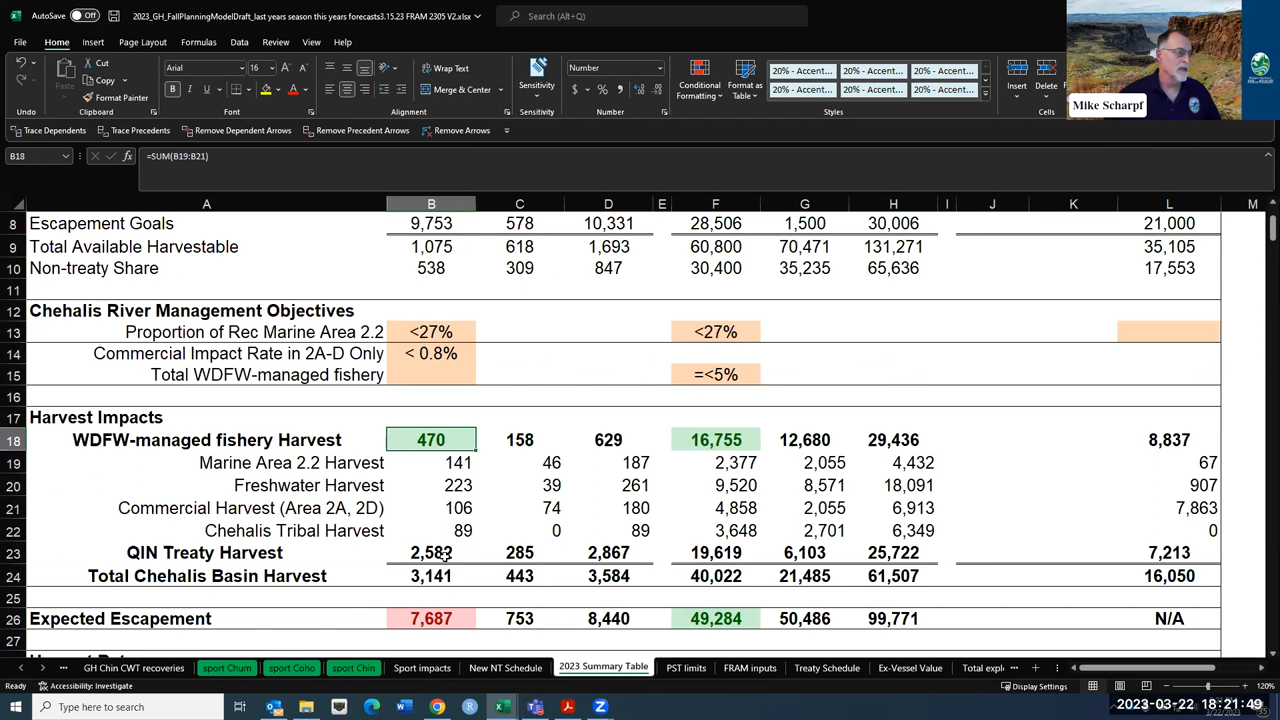 AutoSave Off 2023_GH_FallPlanningModelDraft_last years season this years forecasts3.15.23 FRAM 2305 V2.xlsx Search (Alt+Q)
File Home Insert Page Layout Formulas Data Review View Help
Cut Arial 16 Wrap Text Number 20% - Accent... 20% - Accent... 20% - Accent...
Paste Copy Sensitivity Conditional Formatting Format as Table Insert Delete
Format Painter Merge & Center 20% - Accent... 20% - Accent... 20% - Accent...
Undo Clipboard Font Alignment Sensitivity Number Styles Cells
Trace Dependents Trace Precedents Remove Dependent Arrows Remove Precedent Arrows Remove Arrows
Mike Scharpf
B18 fx =SUM(B19:B21)
A B C D E F G H I J K L M
8 Escapement Goals 9,753 578 10,331 28,506 1,500 30,006 21,000
9 Total Available Harvestable 1,075 618 1,693 60,800 70,471 131,271 35,105
10 Non-treaty Share 538 309 847 30,400 35,235 65,636 17,553
11
12 Chehalis River Management Objectives
13 Proportion of Rec Marine Area 2.2 <27% <27%
14 Commercial Impact Rate in 2A-D Only < 0.8%
15 Total WDFW-managed fishery =<5%
16
17 Harvest Impacts
18 WDFW-managed fishery Harvest 470 158 629 16,755 12,680 29,436 8,837
19 Marine Area 2.2 Harvest 141 46 187 2,377 2,055 4,432 67
20 Freshwater Harvest 223 39 261 9,520 8,571 18,091 907
21 Commercial Harvest (Area 2A, 2D) 106 74 180 4,858 2,055 6,913 7,863
22 Chehalis Tribal Harvest 89 0 89 3,648 2,701 6,349 0
23 QIN Treaty Harvest 2,582 285 2,867 19,619 6,103 25,722 7,213
24 Total Chehalis Basin Harvest 3,141 443 3,584 40,022 21,485 61,507 16,050
25
26 Expected Escapement 7,687 753 8,440 49,284 50,486 99,771 N/A
27
... GH Chin CWT recoveries sport Chum sport Coho sport Chin Sport impacts New NT Schedule 2023 Summary Table PST limits FRAM inputs Treaty Schedule Ex-Vessel Value Total explo ...
Ready Accessibility: Investigate Display Settings 120%
Type here to search 2023-03-22 18:21:49